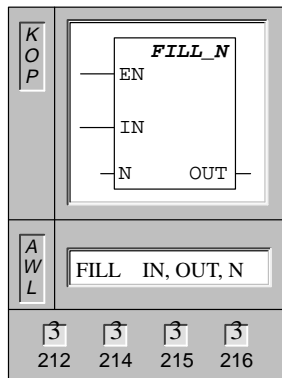 K
O
P
FILL_N
EN
IN
N OUT
A
W
L
FILL IN, OUT, N
3 3 3 3
212 214 215 216